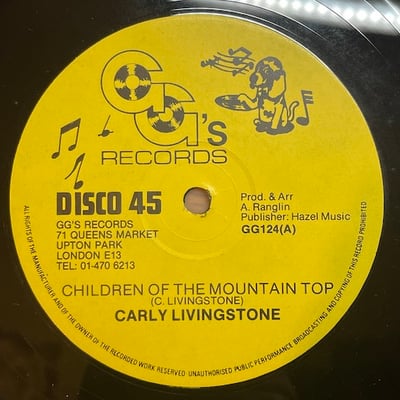 GG's
RECORDS
DISCO 45
GG'S RECORDS
71 QUEENS MARKET
UPTON PARK
LONDON E13
TEL: 01-470 6213
Prod. & Arr
A. Ranglin
Publisher: Hazel Music
GG124(A)
CHILDREN OF THE MOUNTAIN TOP
(C. LIVINGSTONE)
CARLY LIVINGSTONE
ALL RIGHTS OF THE MANUFACTURER AND OF THE OWNER OF THE RECORDED WORK RESERVED UNAUTHORISED PUBLIC PERFORMANCE BROADCASTING AND COPYING OF THIS RECORD PROHIBITED